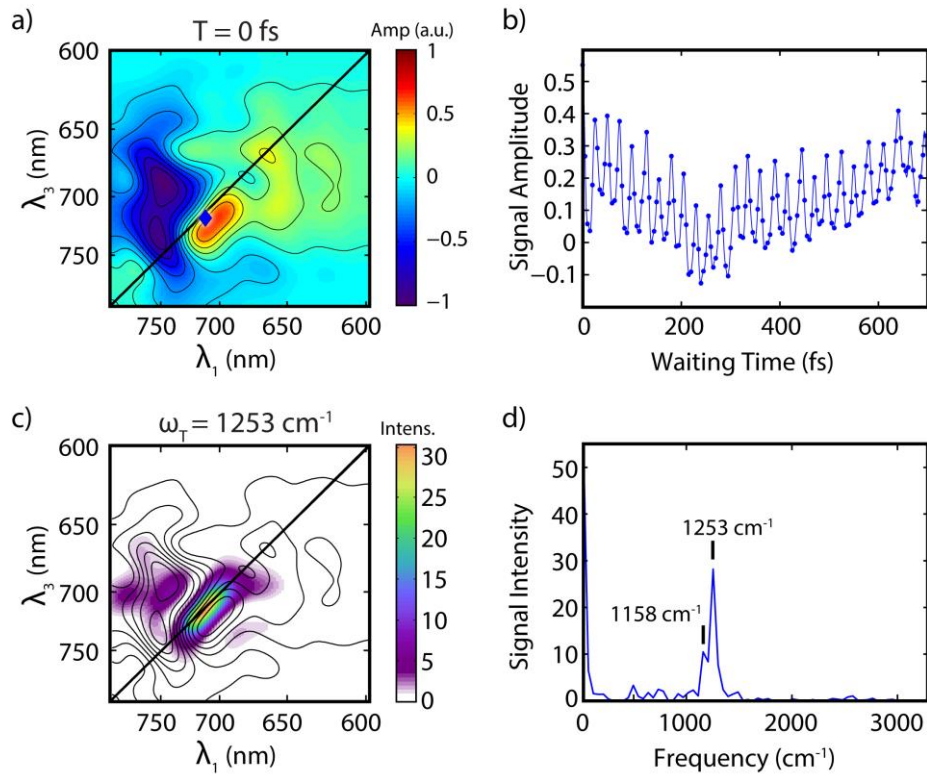 a)
T = 0 fs
Amp (a.u.)
600
650
700
750
λ₃ (nm)
750 700 650 600
λ₁ (nm)
1
0.5
0
−0.5
−1
b)
0.5
0.4
0.3
0.2
0.1
0
−0.1
Signal Amplitude
0 200 400 600
Waiting Time (fs)
c)
ω_T = 1253 cm⁻¹
Intens.
600
650
700
750
λ₃ (nm)
750 700 650 600
λ₁ (nm)
30
25
20
15
10
5
0
d)
50
40
30
20
10
0
Signal Intensity
1253 cm⁻¹
1158 cm⁻¹
0 1000 2000 3000
Frequency (cm⁻¹)